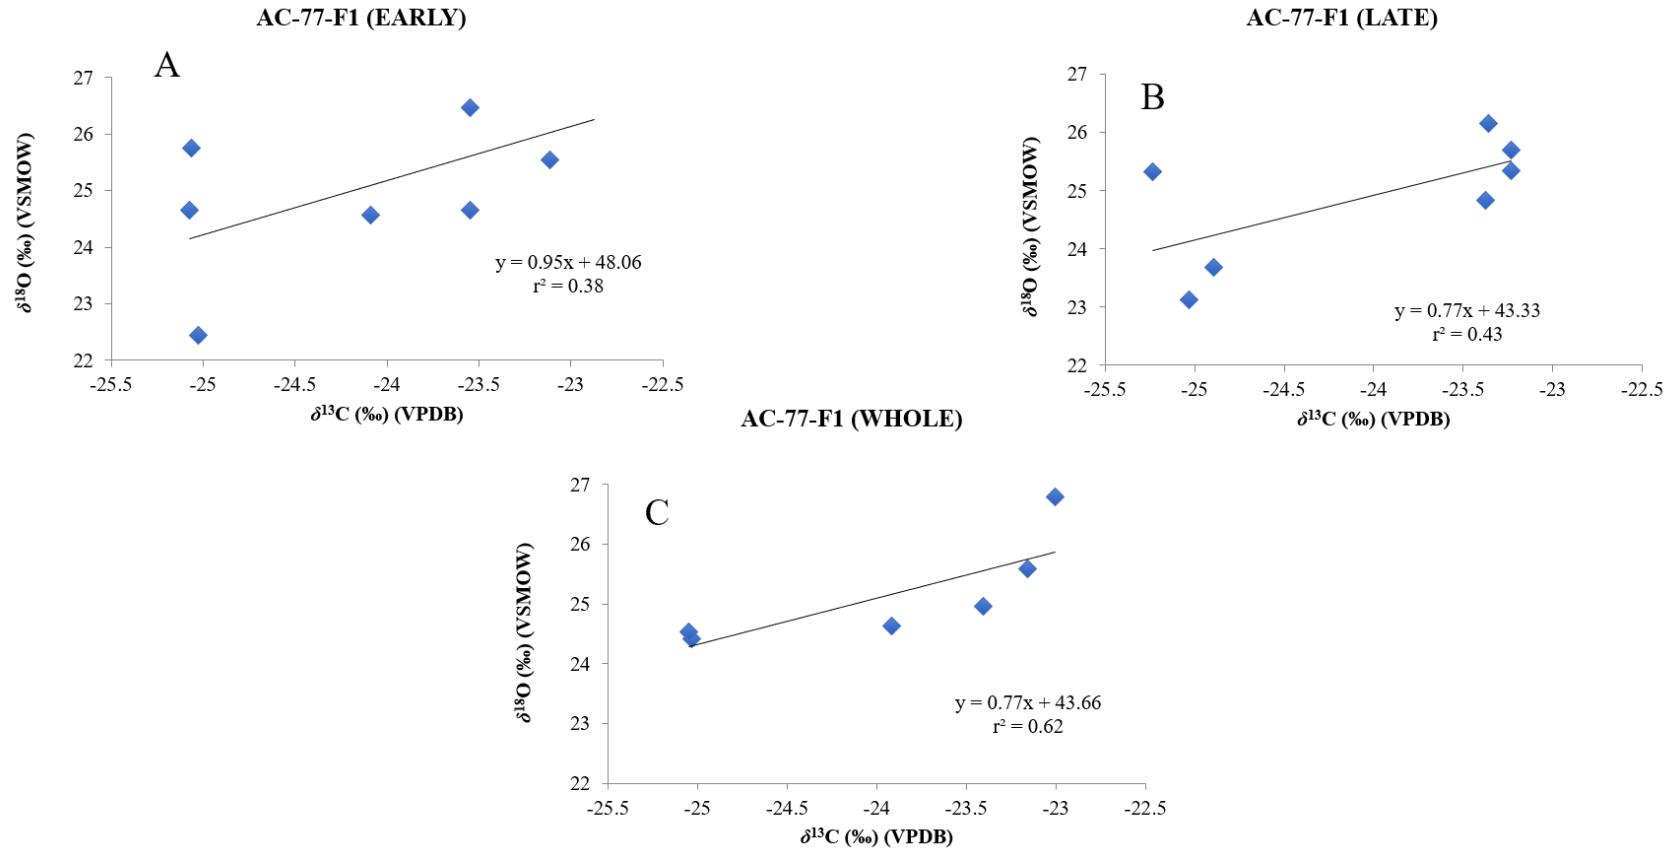 AC-77-F1 (EARLY)
A
27
26
25
24
23
22
δ¹⁸O (‰) (VSMOW)
y = 0.95x + 48.06
r² = 0.38
-25.5 -25 -24.5 -24 -23.5 -23 -22.5
δ¹³C (‰) (VPDB)
AC-77-F1 (LATE)
B
27
26
25
24
23
22
δ¹⁸O (‰) (VSMOW)
y = 0.77x + 43.33
r² = 0.43
-25.5 -25 -24.5 -24 -23.5 -23 -22.5
δ¹³C (‰) (VPDB)
AC-77-F1 (WHOLE)
C
27
26
25
24
23
22
δ¹⁸O (‰) (VSMOW)
y = 0.77x + 43.66
r² = 0.62
-25.5 -25 -24.5 -24 -23.5 -23 -22.5
δ¹³C (‰) (VPDB)